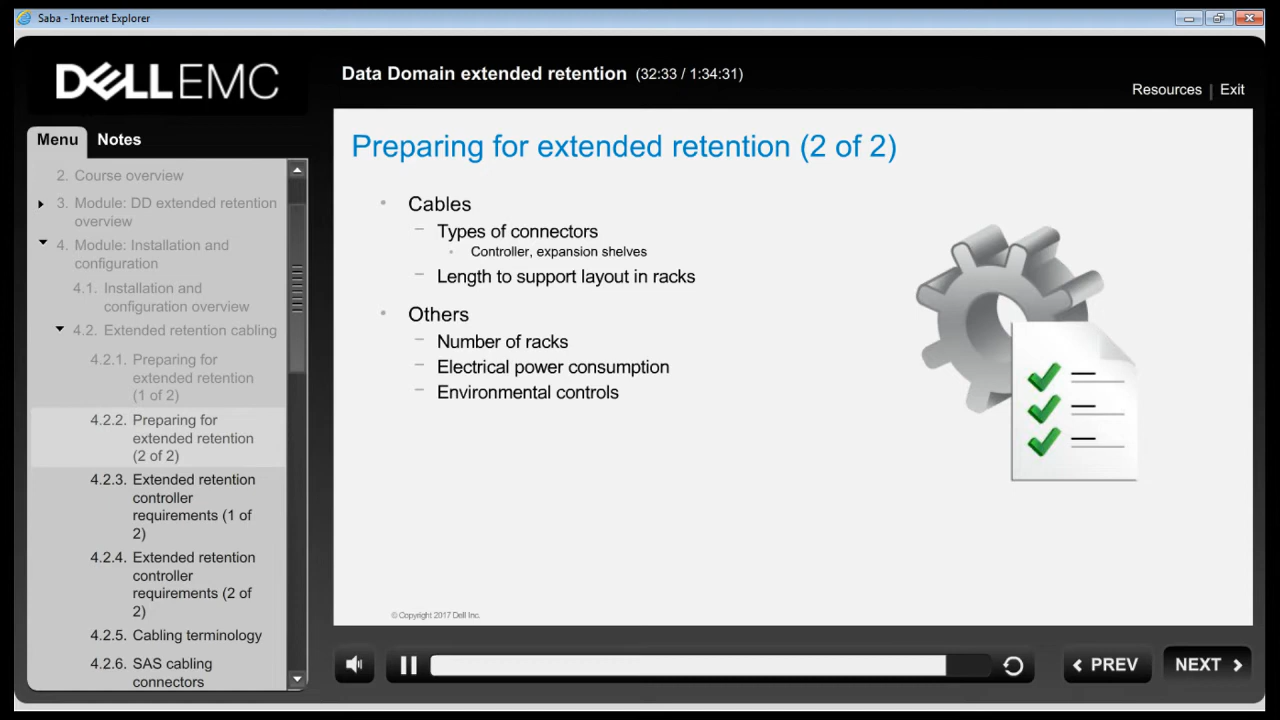 Saba - Internet Explorer
DELLEMC
Data Domain extended retention (32:33 / 1:34:31)
Resources | Exit
Menu
Notes
2. Course overview
3. Module: DD extended retention
overview
4. Module: Installation and
configuration
4.1. Installation and
configuration overview
4.2. Extended retention cabling
4.2.1. Preparing for
extended retention
(1 of 2)
4.2.2. Preparing for
extended retention
(2 of 2)
4.2.3. Extended retention
controller
requirements (1 of
2)
4.2.4. Extended retention
controller
requirements (2 of
2)
4.2.5. Cabling terminology
4.2.6. SAS cabling
connectors
Preparing for extended retention (2 of 2)
• Cables
– Types of connectors
• Controller, expansion shelves
– Length to support layout in racks
• Others
– Number of racks
– Electrical power consumption
– Environmental controls
© Copyright 2017 Dell Inc.
PREV
NEXT